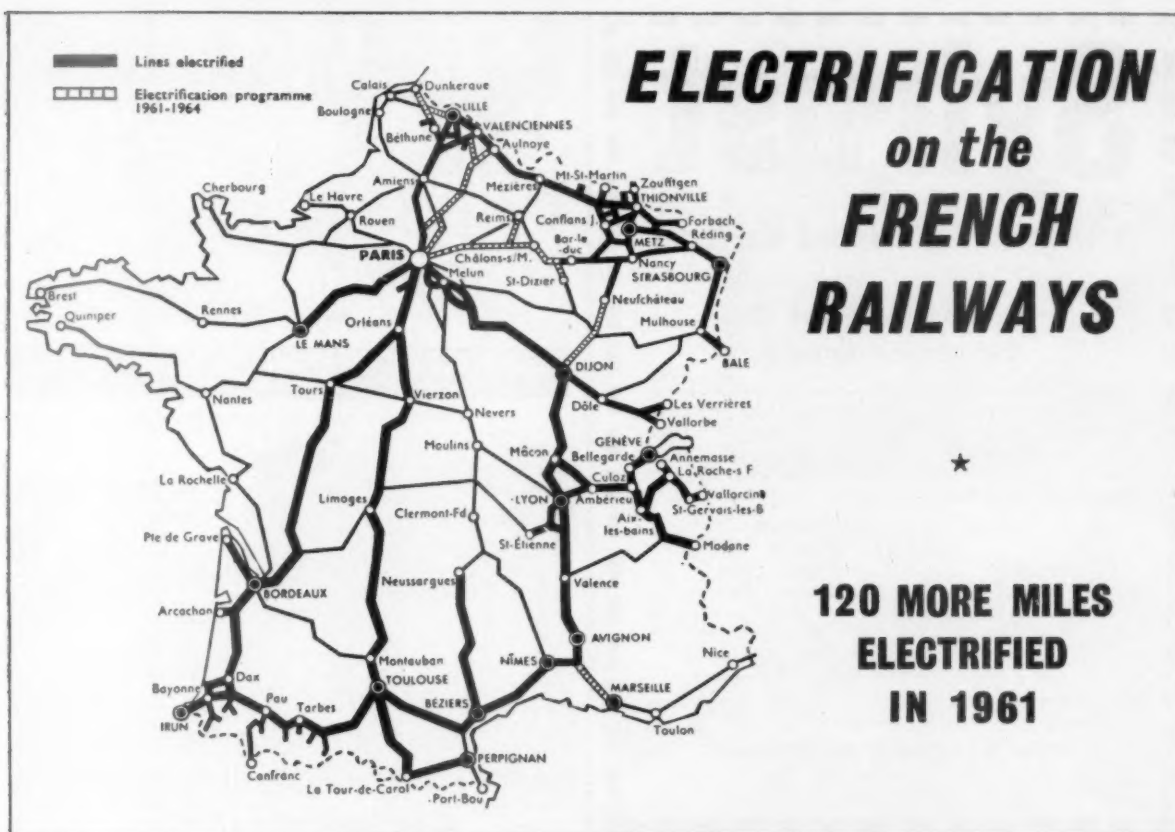 Lines electrified
Electrification programme
1961-1964
ELECTRIFICATION
on the
FRENCH
RAILWAYS
120 MORE MILES
ELECTRIFIED
IN 1961
Calais
Dunkerque
Boulogne
LILLE
Béthune
VALENCIENNES
Aulnoye
Cherbourg
Le Havre
Amiens
Mézières
Mt-St-Martin
Zoufftgen
THIONVILLE
Rouen
Reims
Conflans J.
Forbach
Réding
PARIS
Châlons-s/M.
Bar-le
duc
METZ
Nancy
STRASBOURG
Melun
St-Dizier
Neufchâteau
Brest
Quimper
Rennes
LE MANS
Orléans
Mulhouse
BALE
DIJON
Nantes
Tours
Vierzon
Nevers
Dôle
Les Verrières
Vallorbe
Moulins
Mâcon
GENÈVE
Bellegarde
Annemasse
La Roche-s F
La Rochelle
Limoges
Clermont-Fd
LYON
Culoz
Ambérieu
Vallorcine
St-Gervais-les-B
Aix-
les-bains
St-Étienne
Modane
Pte de Grave
Neussargues
Valence
BORDEAUX
Arcachon
AVIGNON
Montauban
TOULOUSE
NÎMES
Nice
Dax
Bayonne
Pau
Tarbes
BÉZIERS
MARSEILLE
Toulon
IRUN
Canfranc
PERPIGNAN
La Tour-de-Carol
Port-Bou